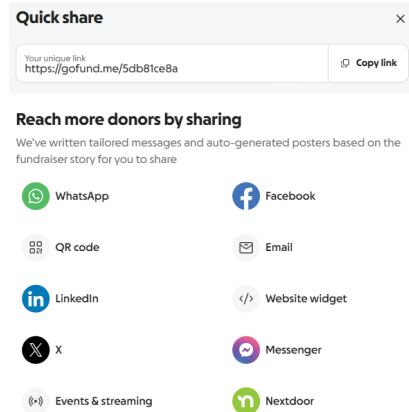 Quick share
Your unique link
https://gofund.me/5db81ce8a
Copy link
Reach more donors by sharing
We've written tailored messages and auto-generated posters based on the
fundraiser story for you to share
WhatsApp
Facebook
QR code
Email
LinkedIn
Website widget
X
Messenger
Events & streaming
Nextdoor